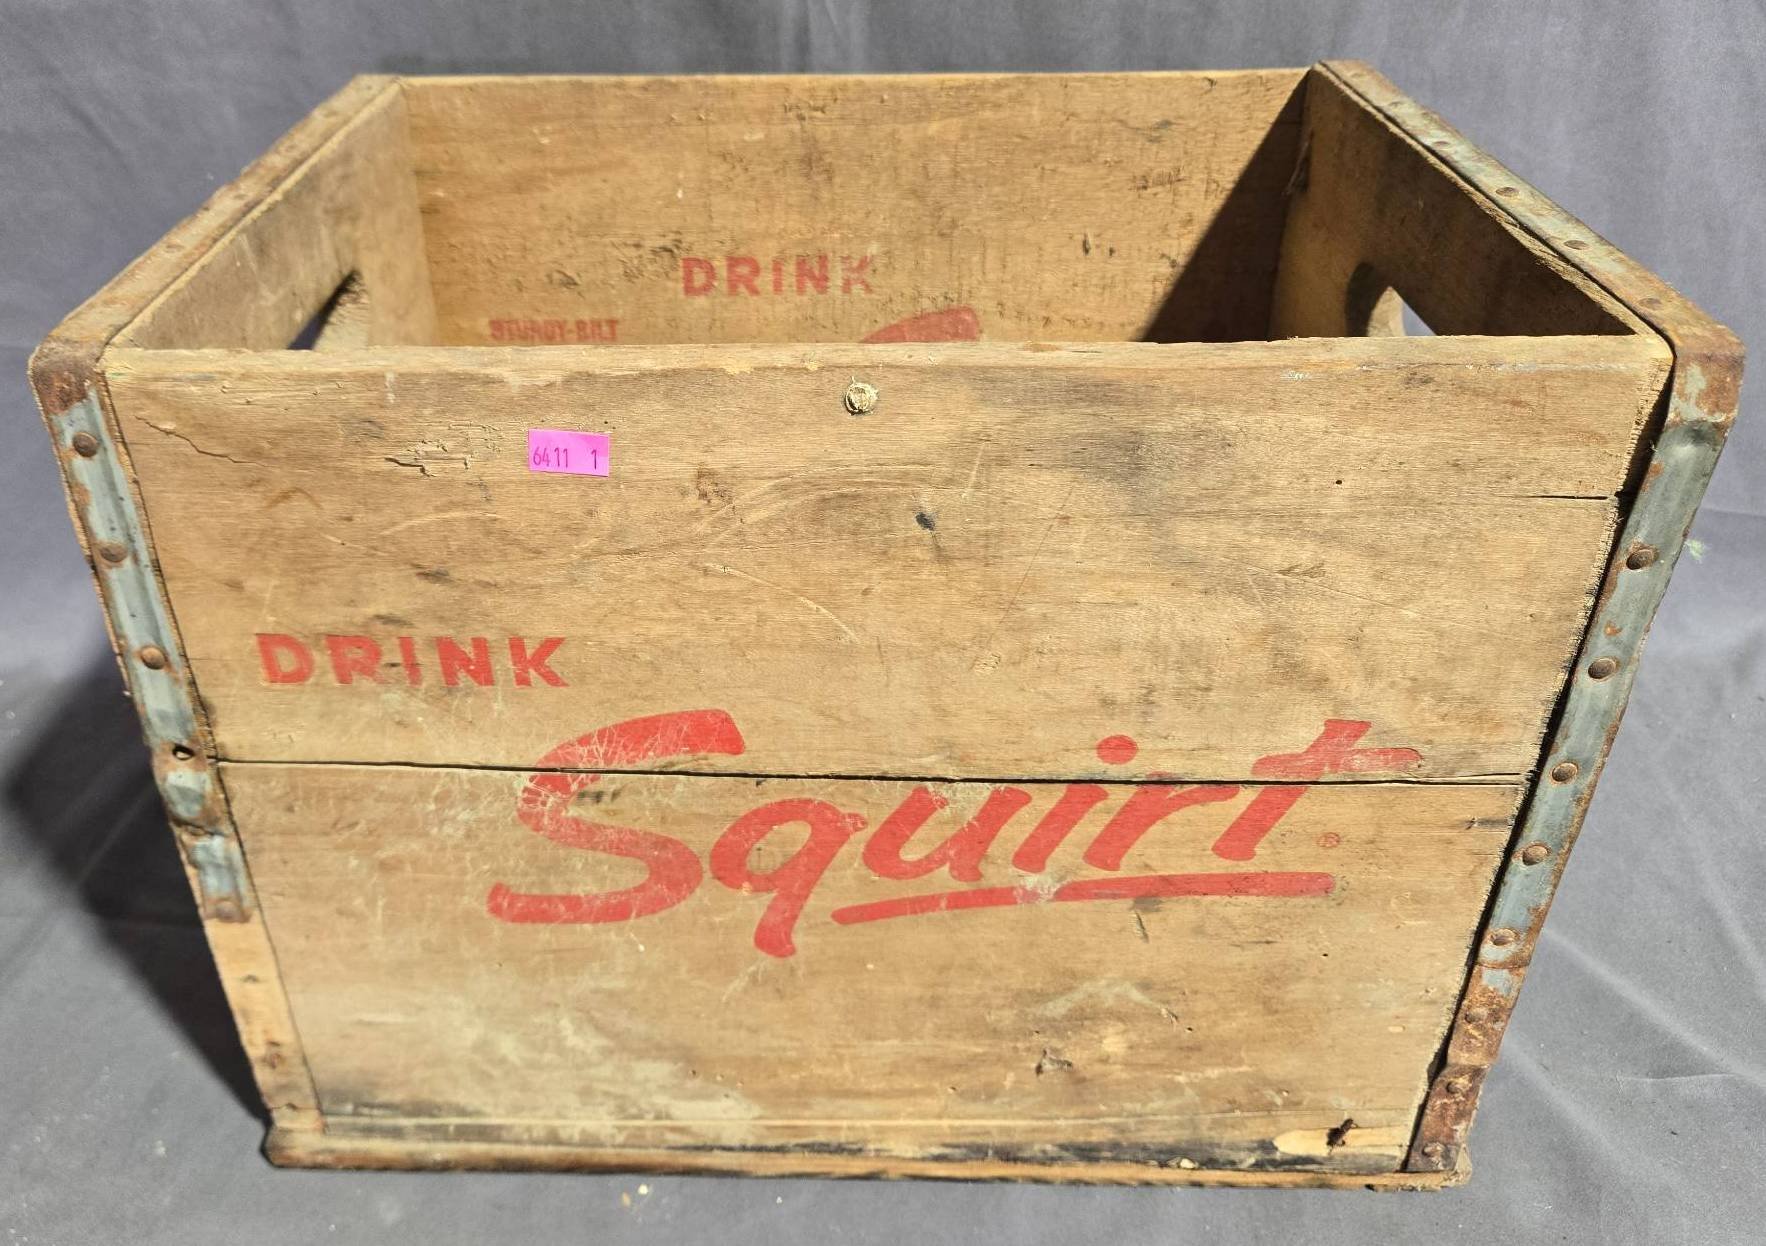 DRINK
STURDY-BILT
6411 1
DRINK
Squirt®